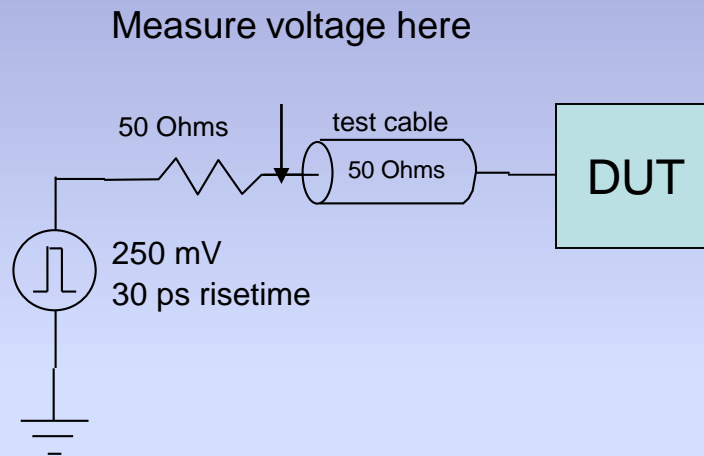 Measure voltage here
50 Ohms
test cable
50 Ohms
DUT
250 mV
30 ps risetime